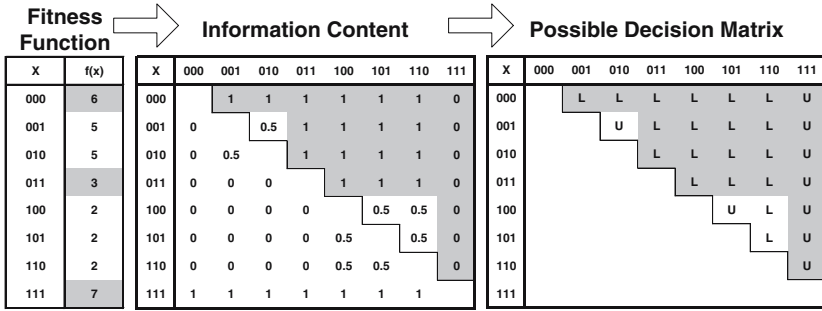 Fitness Function
Information Content
Possible Decision Matrix
X f(x)
000 6
001 5
010 5
011 3
100 2
101 2
110 2
111 7
X 000 001 010 011 100 101 110 111
000 1 1 1 1 1 1 0
001 0 0.5 1 1 1 1 0
010 0 0.5 1 1 1 1 0
011 0 0 0 1 1 1 0
100 0 0 0 0 0.5 0.5 0
101 0 0 0 0 0.5 0.5 0
110 0 0 0 0 0.5 0.5 0
111 1 1 1 1 1 1 1
X 000 001 010 011 100 101 110 111
000 L L L L L L U
001 U L L L L U
010 L L L L U
011 L L L U
100 U L U
101 L U
110 U
111